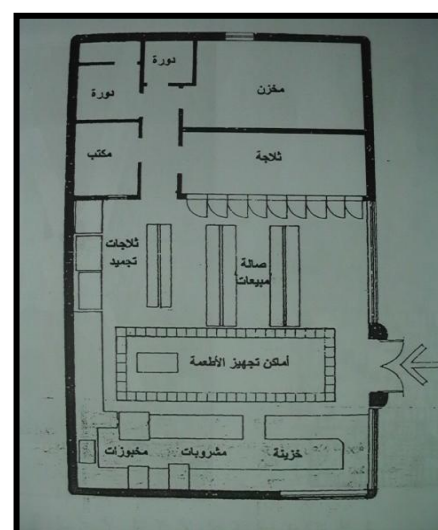 دورة
مخزن
دورة
ثلاجة
مكتب
ثلاجات
تجميد
صالة
مبيعات
أماكن تجهيز الأطعمة
خزينة
مشروبات
مخبوزات